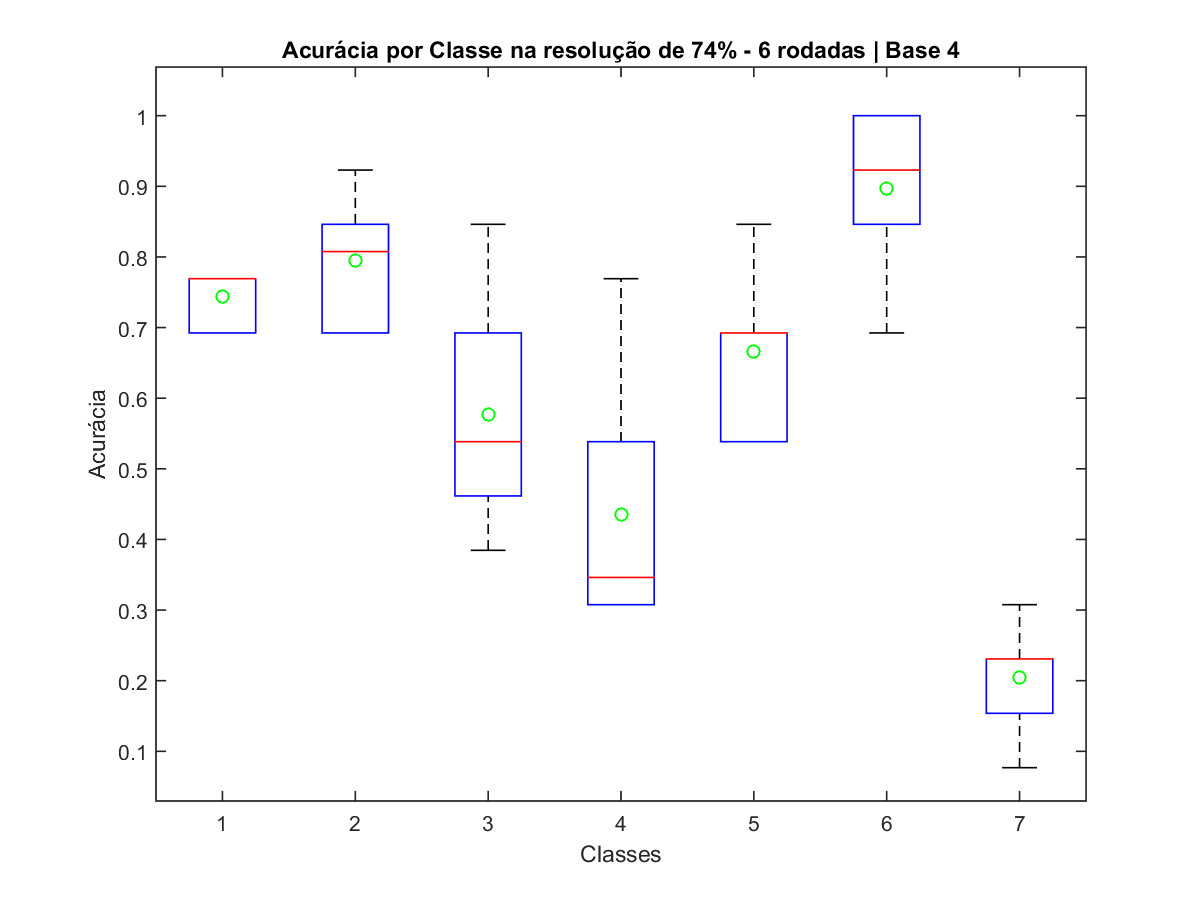 Acurácia por Classe na resolução de 74% - 6 rodadas | Base 4
1
0.9
0.8
0.7
0.6
0.5
0.4
0.3
0.2
0.1
Acurácia
1 2 3 4 5 6 7
Classes